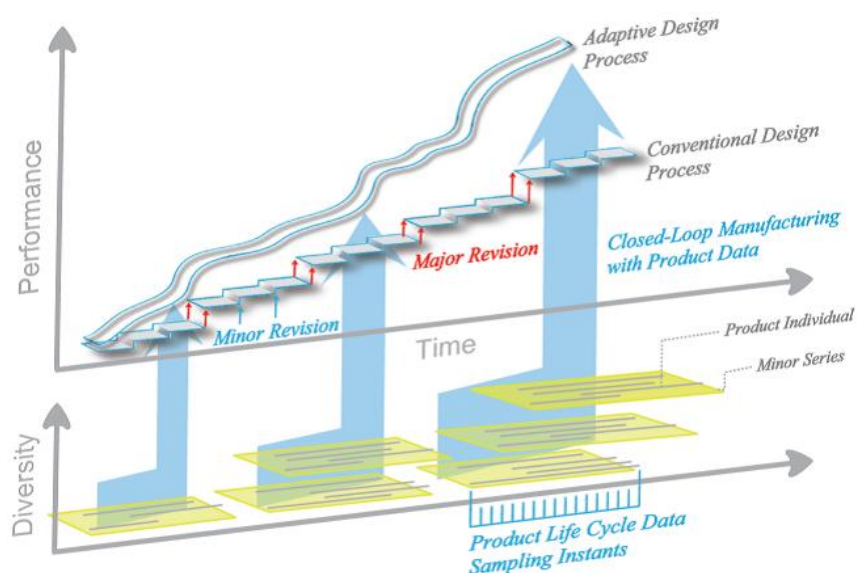 Adaptive Design
Process
Performance
Conventional Design
Process
Closed-Loop Manufacturing
with Product Data
Major Revision
Minor Revision
Time
Product Individual
Minor Series
Diversity
Product Life Cycle Data
Sampling Instants